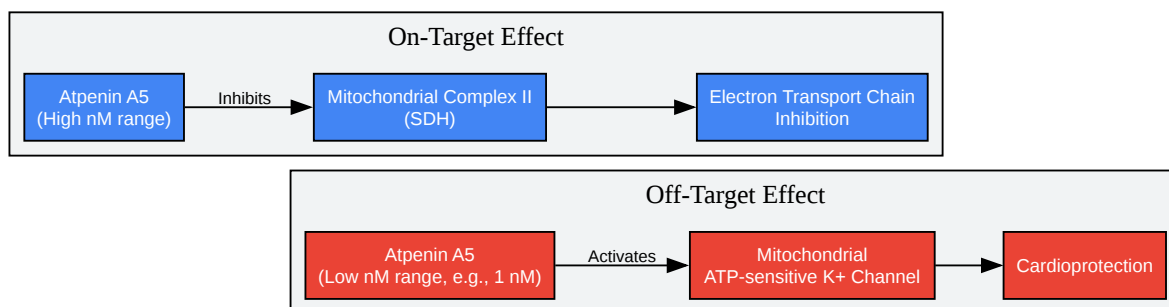 On-Target Effect
Atpenin A5
(High nM range)
Inhibits
Mitochondrial Complex II
(SDH)
Electron Transport Chain
Inhibition
Off-Target Effect
Atpenin A5
(Low nM range, e.g., 1 nM)
Activates
Mitochondrial
ATP-sensitive K+ Channel
Cardioprotection